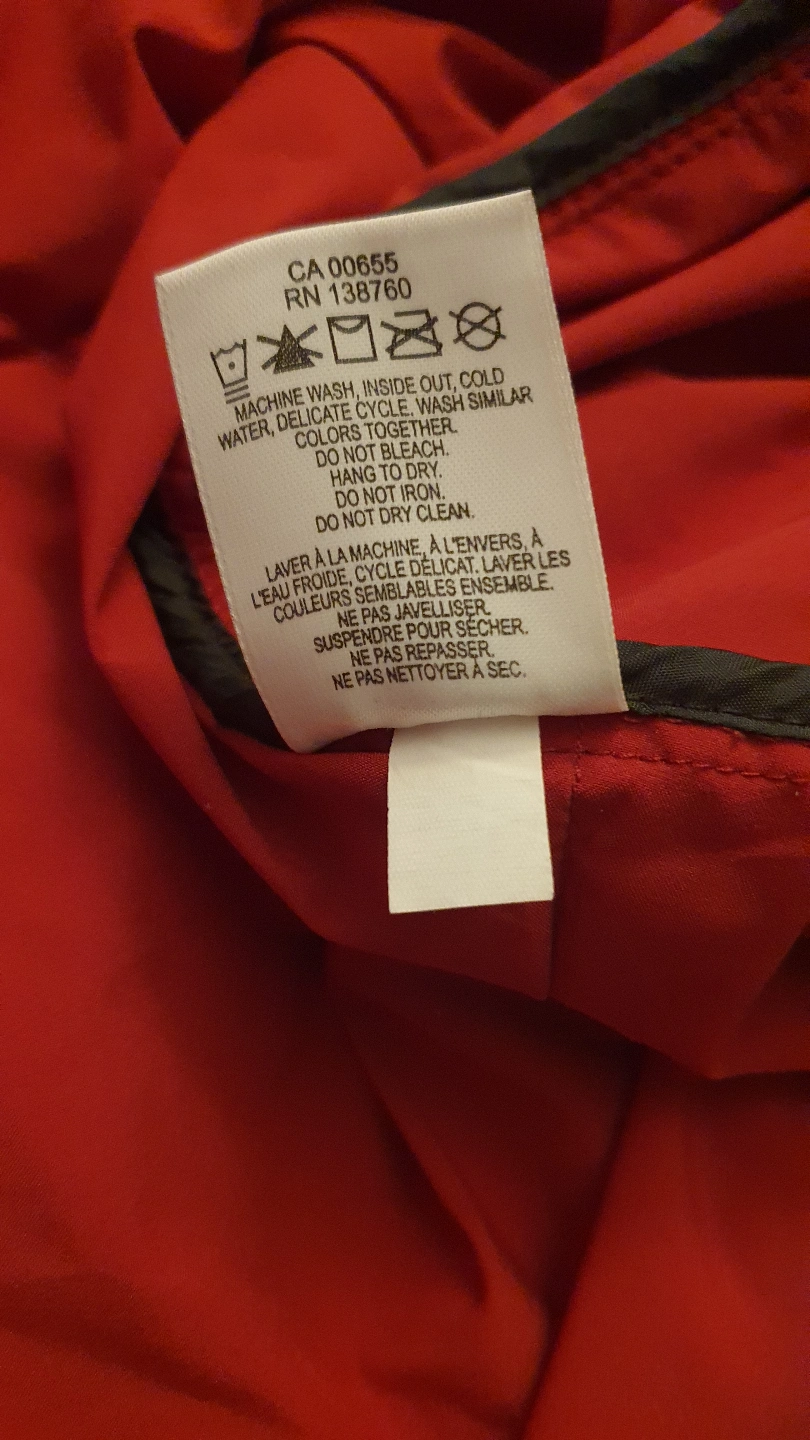 CA 00655
RN 138760
MACHINE WASH, INSIDE OUT, COLD
WATER, DELICATE CYCLE. WASH SIMILAR
COLORS TOGETHER.
DO NOT BLEACH.
HANG TO DRY.
DO NOT IRON.
DO NOT DRY CLEAN.
LAVER À LA MACHINE, À L'ENVERS, À
L'EAU FROIDE, CYCLE DÉLICAT. LAVER LES
COULEURS SEMBLABLES ENSEMBLE.
NE PAS JAVELLISER.
SUSPENDRE POUR SÉCHER.
NE PAS REPASSER.
NE PAS NETTOYER À SEC.